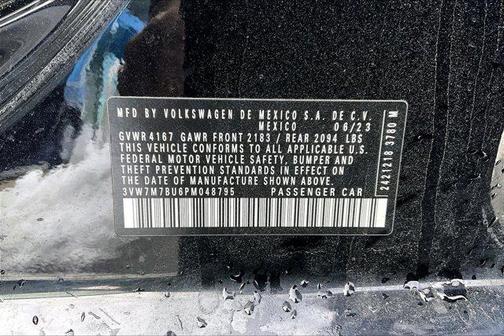 MFD BY VOLKSWAGEN DE MEXICO S.A. DE C.V.
MEXICO 06/23
GVWR 4167 GAWR FRONT 2183 / REAR 2094 LBS
THIS VEHICLE CONFORMS TO ALL APPLICABLE U.S.
FEDERAL MOTOR VEHICLE SAFETY, BUMPER AND
THEFT PREVENTION STANDARDS IN EFFECT ON
THE DATE OF MANUFACTURE SHOWN ABOVE.
3VW7M7BU6PM048795 PASSENGER CAR
2421218 3780 M